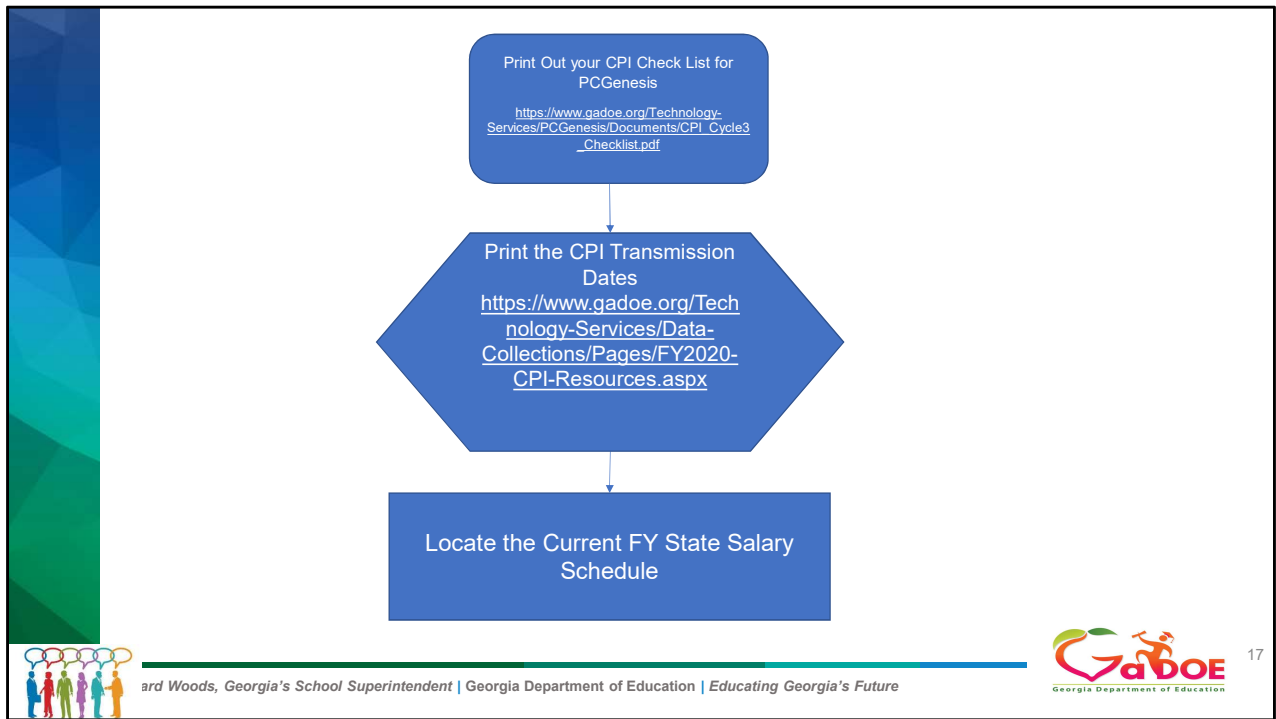 Print Out your CPI Check List for
PCGenesis
https://www.gadoe.org/Technology-
Services/PCGenesis/Documents/CPI_Cycle3
_Checklist.pdf
Print the CPI Transmission
Dates
https://www.gadoe.org/Tech
nology-Services/Data-
Collections/Pages/FY2020-
CPI-Resources.aspx
Locate the Current FY State Salary
Schedule
ard Woods, Georgia’s School Superintendent | Georgia Department of Education | Educating Georgia’s Future
GaDOE
Georgia Department of Education
17